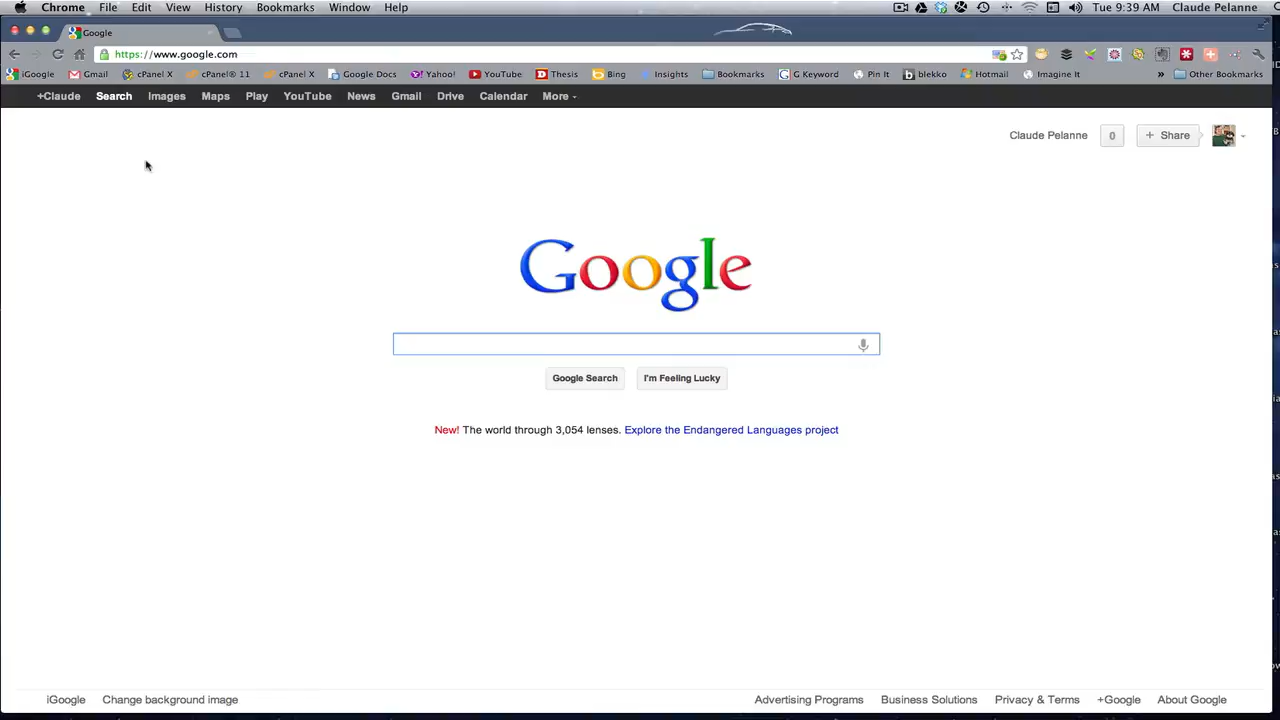 Chrome File Edit View History Bookmarks Window Help Tue 9:39 AM Claude Pelanne
Google
https://www.google.com
iGoogle Gmail cPanel X cPanel® 11 cPanel X Google Docs Yahoo! YouTube Thesis Bing Insights Bookmarks G Keyword Pin It blekko Hotmail Imagine It » Other Bookmarks
+Claude Search Images Maps Play YouTube News Gmail Drive Calendar More
Claude Pelanne 0 + Share
Google
Google Search I'm Feeling Lucky
New! The world through 3,054 lenses. Explore the Endangered Languages project
iGoogle Change background image Advertising Programs Business Solutions Privacy & Terms +Google About Google